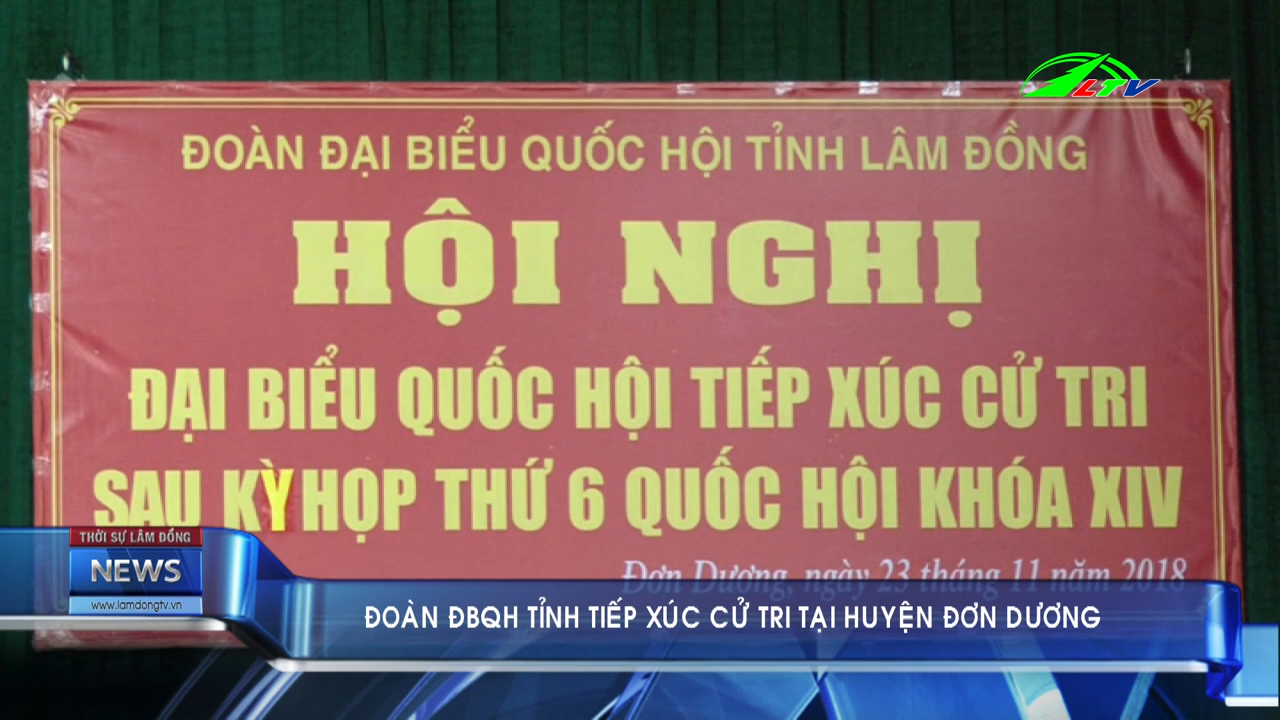 LTV
ĐOÀN ĐẠI BIỂU QUỐC HỘI TỈNH LÂM ĐỒNG
HỘI NGHỊ
ĐẠI BIỂU QUỐC HỘI TIẾP XÚC CỬ TRI
SAU KỲ HỌP THỨ 6 QUỐC HỘI KHÓA XIV
Đơn Dương, ngày 23 tháng 11 năm 2018
THỜI SỰ LÂM ĐỒNG
NEWS
www.lamdongtv.vn
ĐOÀN ĐBQH TỈNH TIẾP XÚC CỬ TRI TẠI HUYỆN ĐƠN DƯƠNG